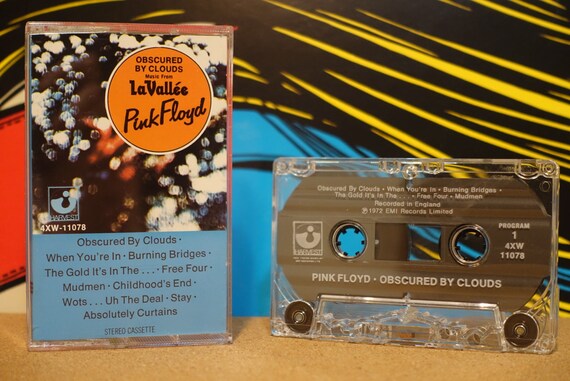 OBSCURED
BY CLOUDS
Music From
La Vallée
Pink Floyd
HARVEST
4XW-11078
Obscured By Clouds ·
When You're In · Burning Bridges ·
The Gold It's In The . . . · Free Four ·
Mudmen · Childhood's End ·
Wots . . . Uh The Deal · Stay ·
Absolutely Curtains
STEREO CASSETTE
Obscured By Clouds · When You're In · Burning Bridges ·
The Gold It's In The . . . · Free Four · Mudmen
Recorded in England
℗ 1972 EMI Records Limited
PROGRAM
1
4XW
11078
PINK FLOYD · OBSCURED BY CLOUDS